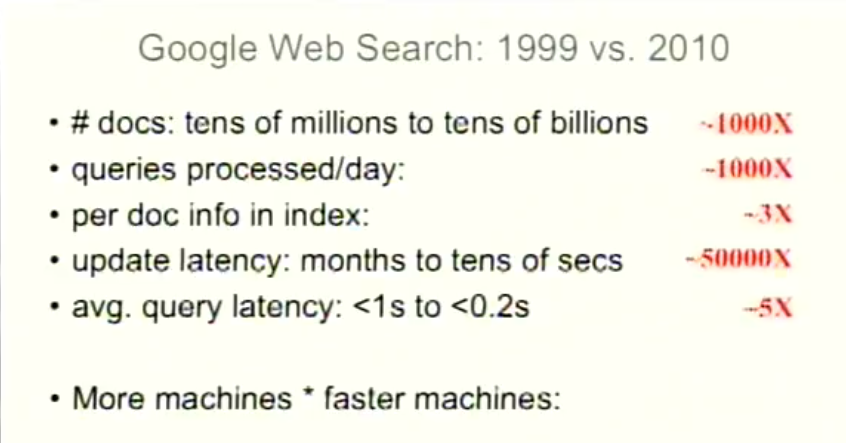 Google Web Search: 1999 vs. 2010
• # docs: tens of millions to tens of billions ~1000X
• queries processed/day: ~1000X
• per doc info in index: ~3X
• update latency: months to tens of secs ~50000X
• avg. query latency: <1s to <0.2s ~5X
• More machines * faster machines: